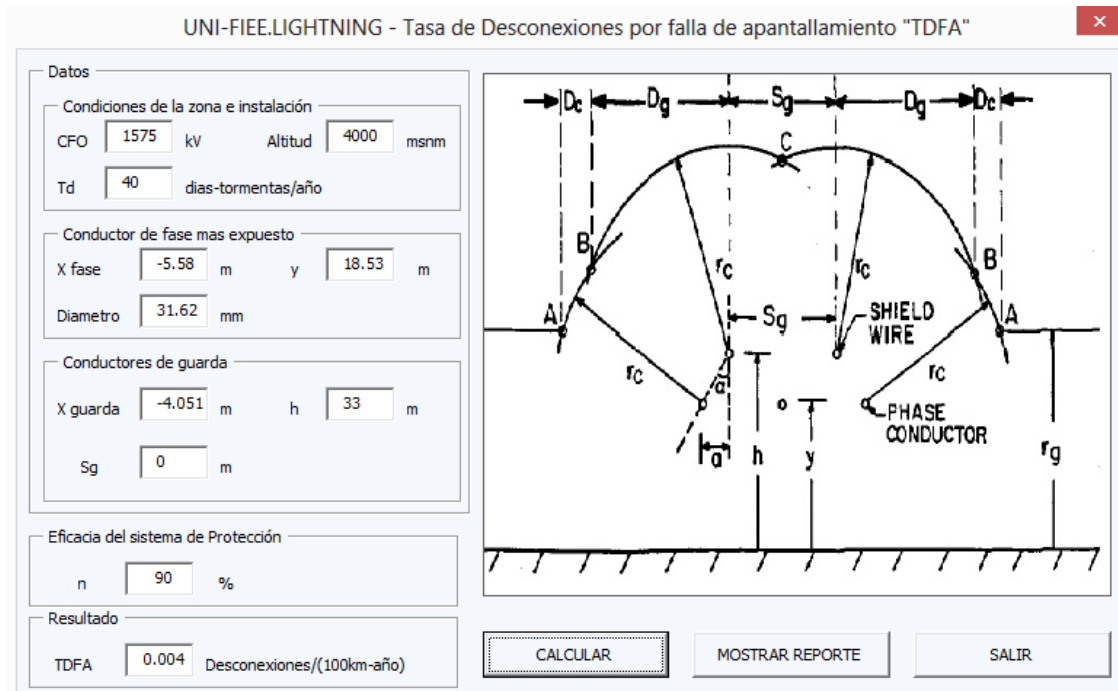 UNI-FIEE.LIGHTNING - Tasa de Desconexiones por falla de apantallamiento "TDFA"
Datos
Condiciones de la zona e instalación
CFO 1575 kV Altitud 4000 msnm
Td 40 dias-tormentas/año
Conductor de fase mas expuesto
X fase -5.58 m y 18.53 m
Diametro 31.62 mm
Conductores de guarda
X guarda -4.051 m h 33 m
Sg 0 m
Eficacia del sistema de Protección
n 90 %
Resultado
TDFA 0.004 Desconexiones/(100km-año)
Dc Dg Sg Dg Dc
C
B B
rc rc
A Sg SHIELD A
WIRE
rc α rc
PHASE
CONDUCTOR
a h y rg
CALCULAR MOSTRAR REPORTE SALIR